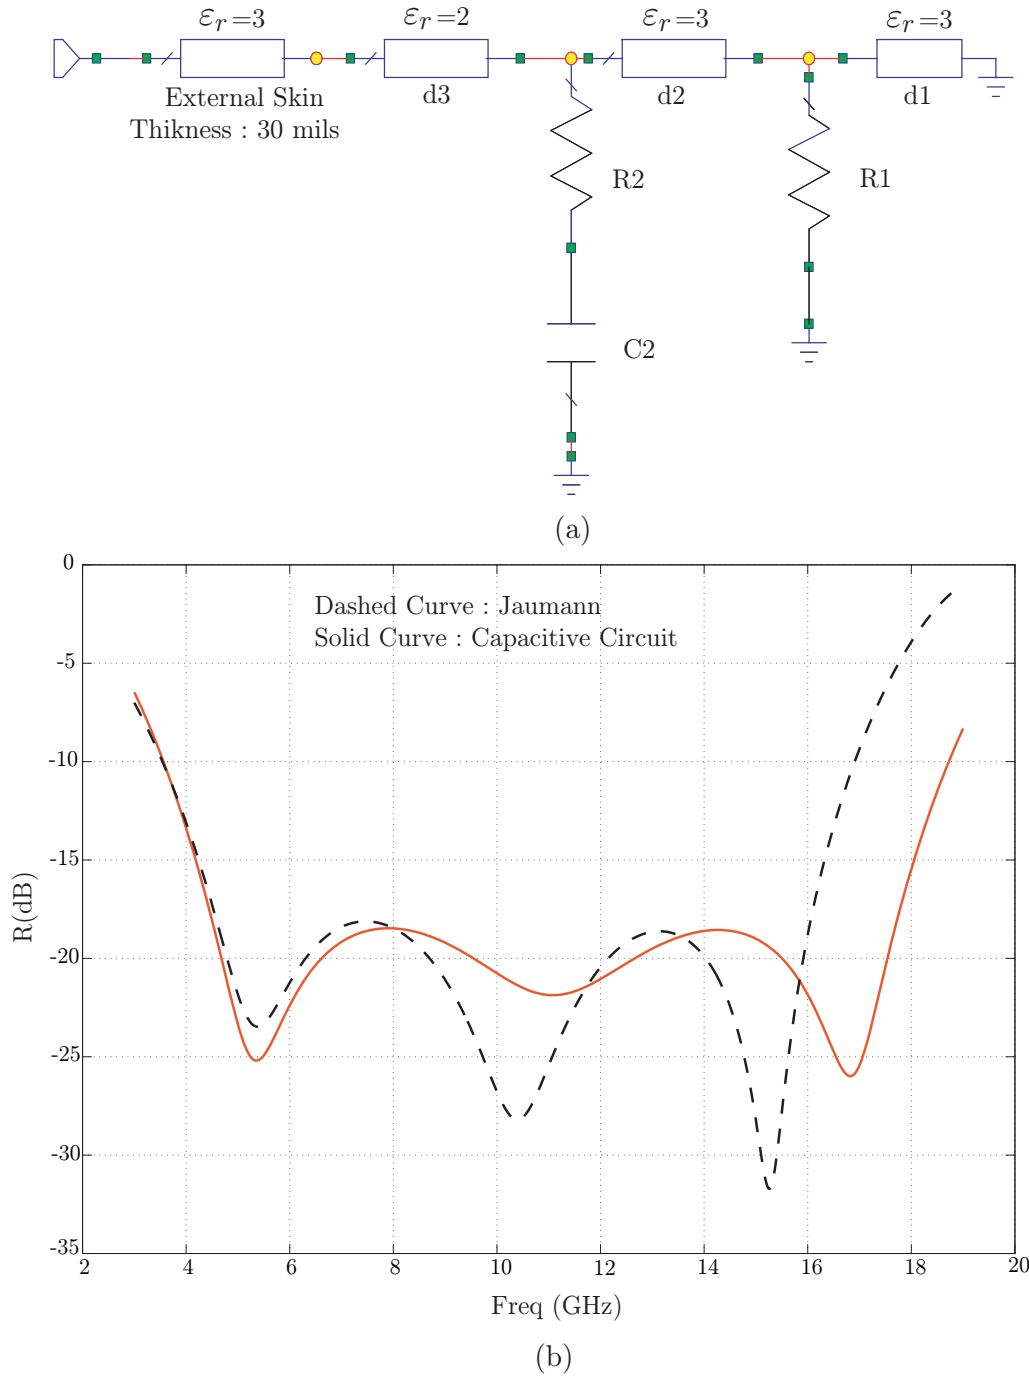 εr=3 εr=2 εr=3 εr=3
External Skin d3 d2 d1
Thikness : 30 mils
R2 R1
C2
(a)
0
-5
-10
-15
-20
-25
-30
-35
R(dB)
Dashed Curve : Jaumann
Solid Curve : Capacitive Circuit
2 4 6 8 10 12 14 16 18 20
Freq (GHz)
(b)